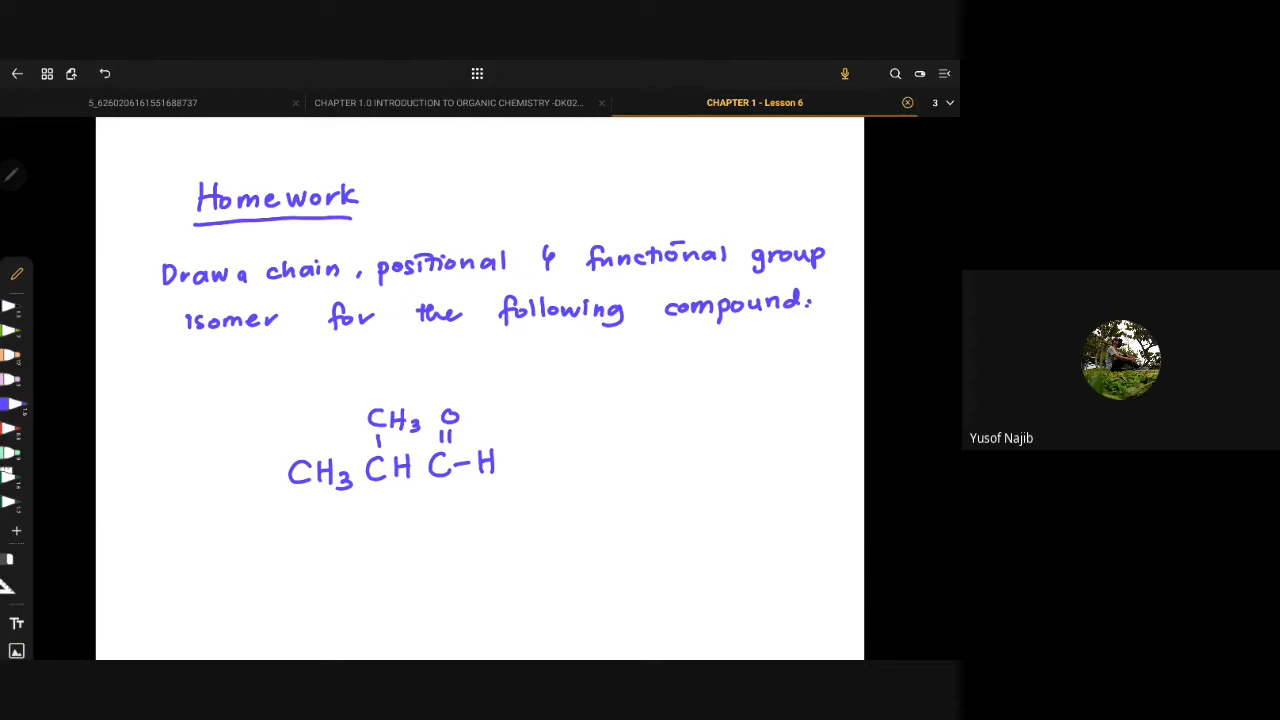 5_6260206161551688737
CHAPTER 1.0 INTRODUCTION TO ORGANIC CHEMISTRY -DK02...
CHAPTER 1 - Lesson 6
3
Homework
Draw a chain, positional & functional group
isomer for the following compound:
CH3 O
CH3 CH C-H
Tt
Yusof Najib